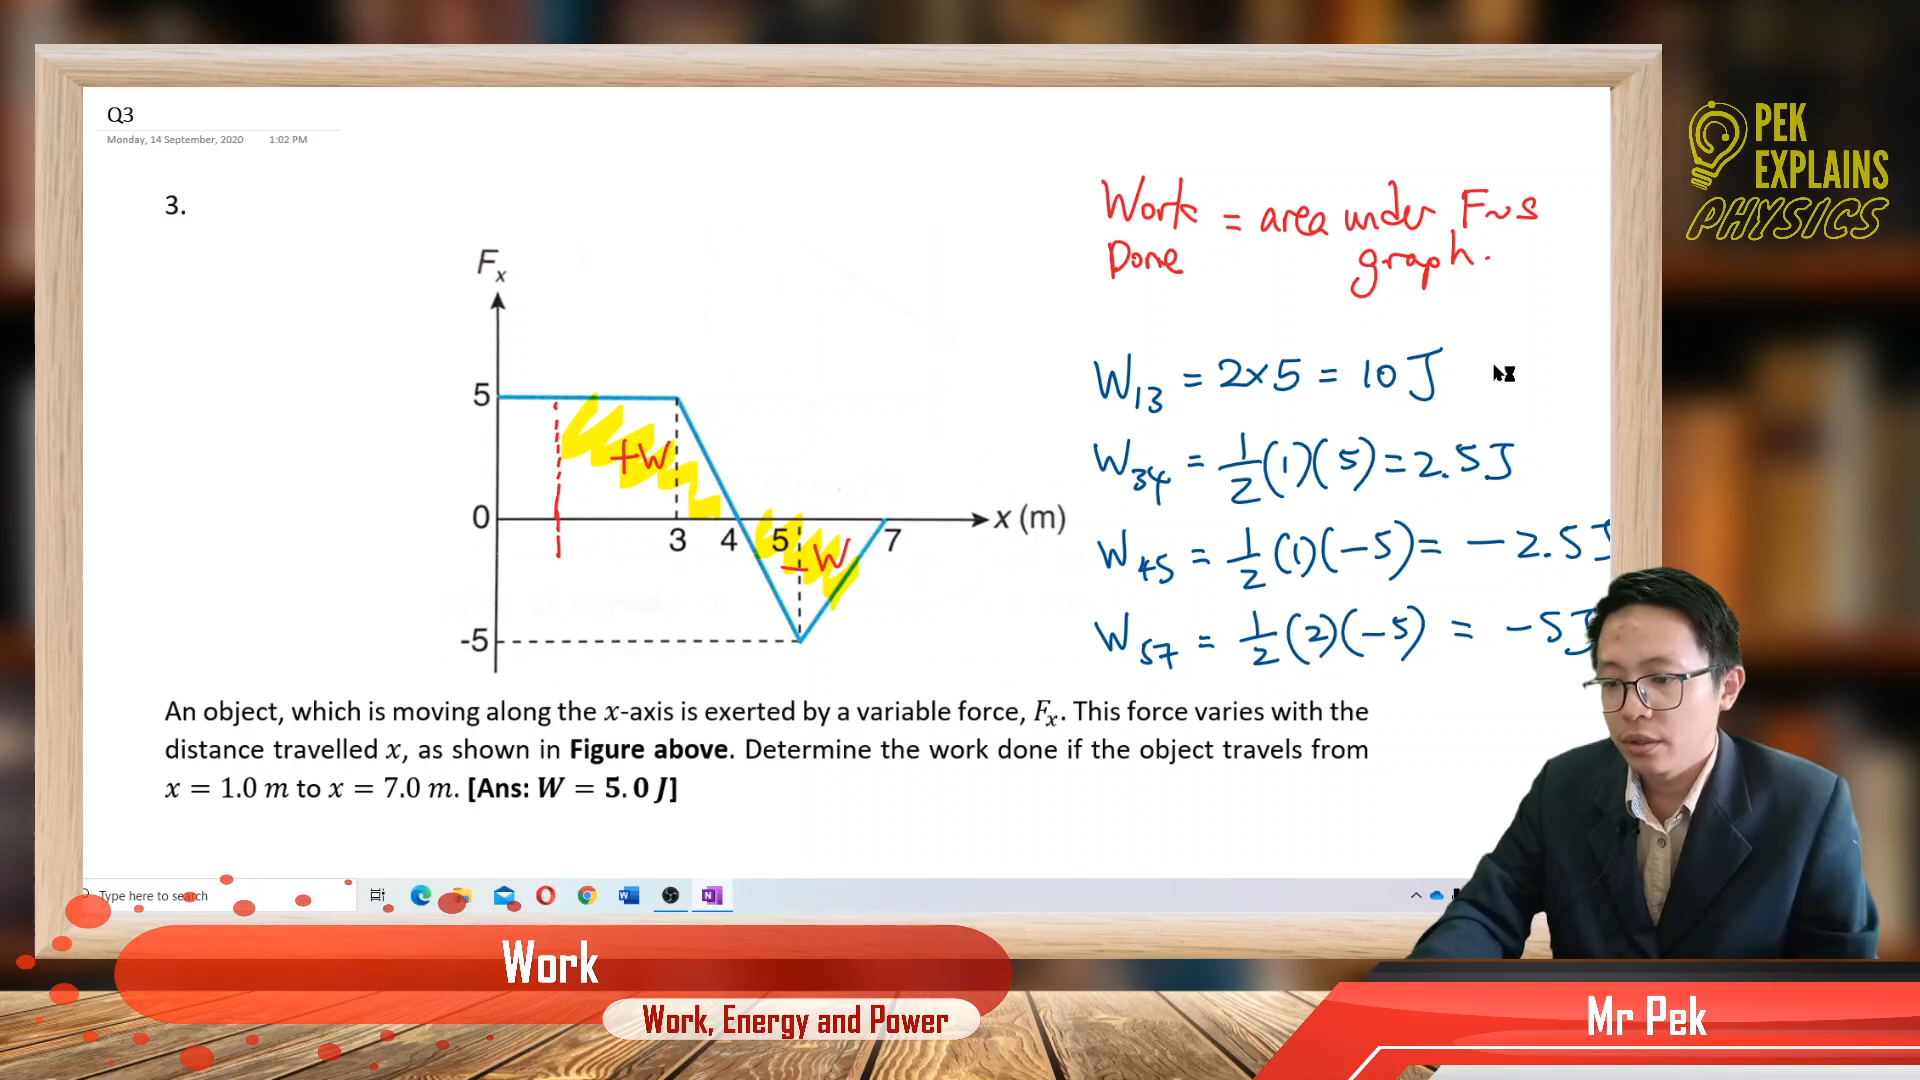 Q3
Monday, 14 September, 2020 1:02 PM
3.
Work = area under F~s
Done graph.
Fx
5
0
3 4 5 7
x (m)
-5
+W
-W
W13 = 2×5 = 10 J
W34 = 1/2 (1)(5) = 2.5J
W45 = 1/2 (1)(-5) = -2.5J
W57 = 1/2 (2)(-5) = -5J
An object, which is moving along the x-axis is exerted by a variable force, Fx. This force varies with the
distance travelled x, as shown in Figure above. Determine the work done if the object travels from
x = 1.0 m to x = 7.0 m. [Ans: W = 5.0 J]
Type here to search
PEK
EXPLAINS
PHYSICS
Work
Work, Energy and Power
Mr Pek